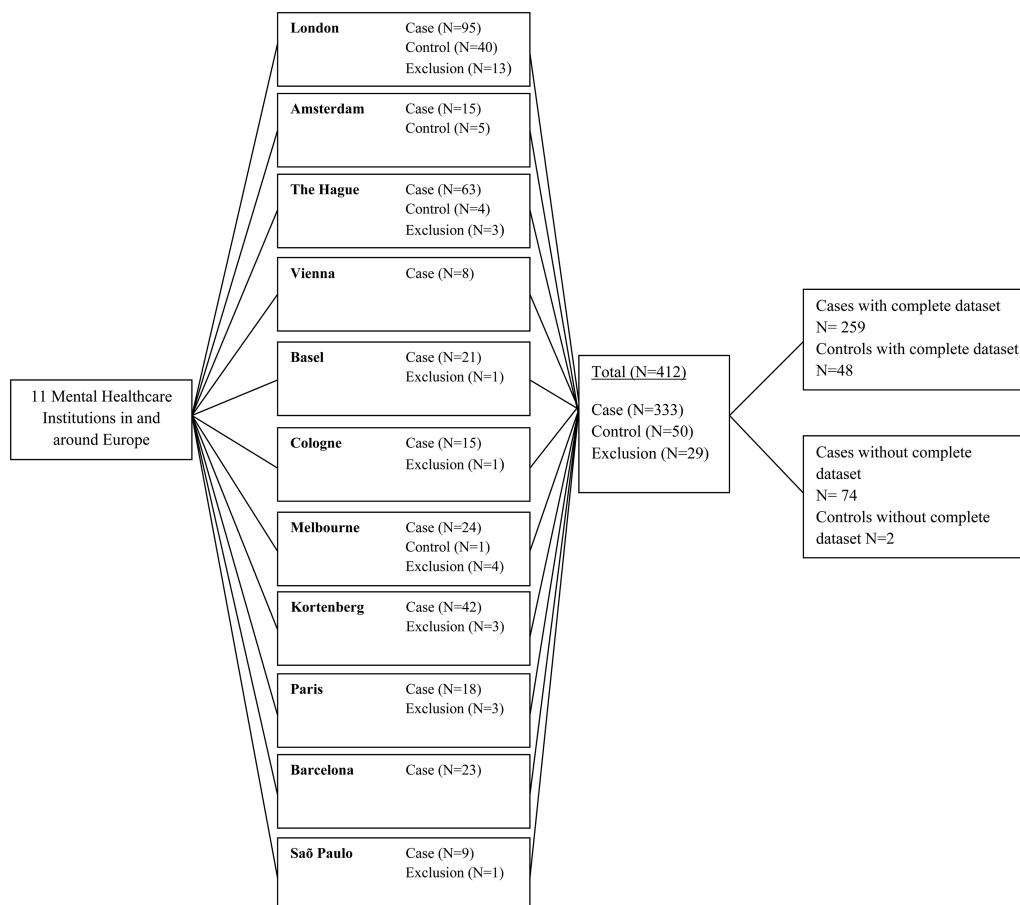 11 Mental Healthcare
Institutions in and
around Europe
London Case (N=95)
Control (N=40)
Exclusion (N=13)
Amsterdam Case (N=15)
Control (N=5)
The Hague Case (N=63)
Control (N=4)
Exclusion (N=3)
Vienna Case (N=8)
Basel Case (N=21)
Exclusion (N=1)
Cologne Case (N=15)
Exclusion (N=1)
Melbourne Case (N=24)
Control (N=1)
Exclusion (N=4)
Kortenberg Case (N=42)
Exclusion (N=3)
Paris Case (N=18)
Exclusion (N=3)
Barcelona Case (N=23)
Saõ Paulo Case (N=9)
Exclusion (N=1)
Total (N=412)
Case (N=333)
Control (N=50)
Exclusion (N=29)
Cases with complete dataset
N= 259
Controls with complete dataset
N=48
Cases without complete
dataset
N= 74
Controls without complete
dataset N=2